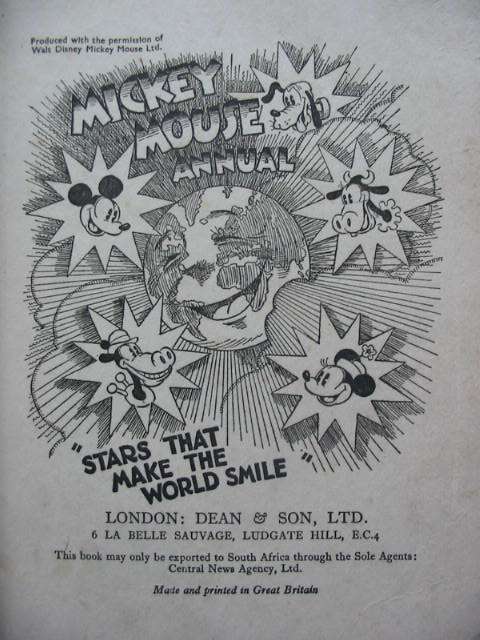 Produced with the permission of
Walt Disney Mickey Mouse Ltd.
MICKEY
MOUSE
ANNUAL
"STARS THAT
MAKE THE
WORLD SMILE"
LONDON: DEAN & SON, LTD.
6 LA BELLE SAUVAGE, LUDGATE HILL, E.C.4
This book may only be exported to South Africa through the Sole Agents:
Central News Agency, Ltd.
Made and printed in Great Britain